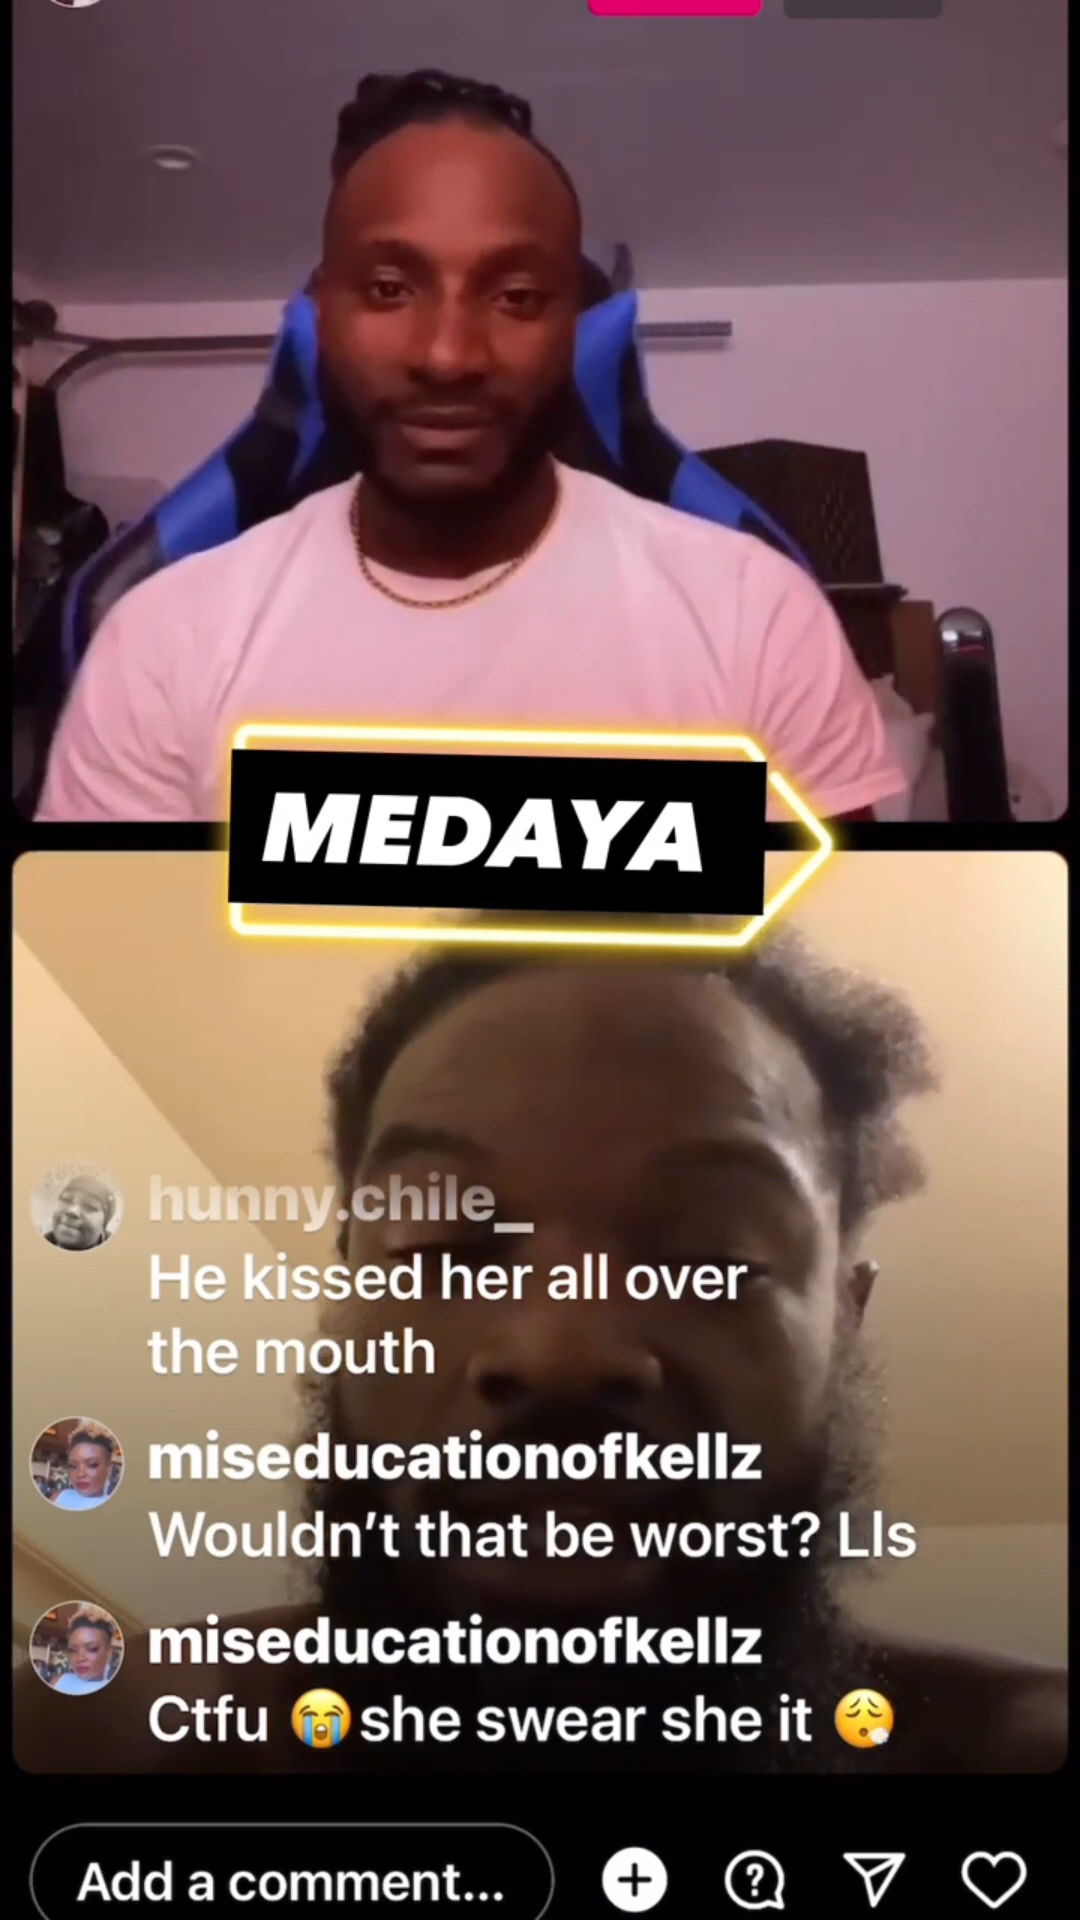 MEDAYA
hunny.chile_
He kissed her all over
the mouth
miseducationofkellz
Wouldn't that be worst? Lls
miseducationofkellz
Ctfu 😭 she swear she it 😮‍💨
Add a comment...